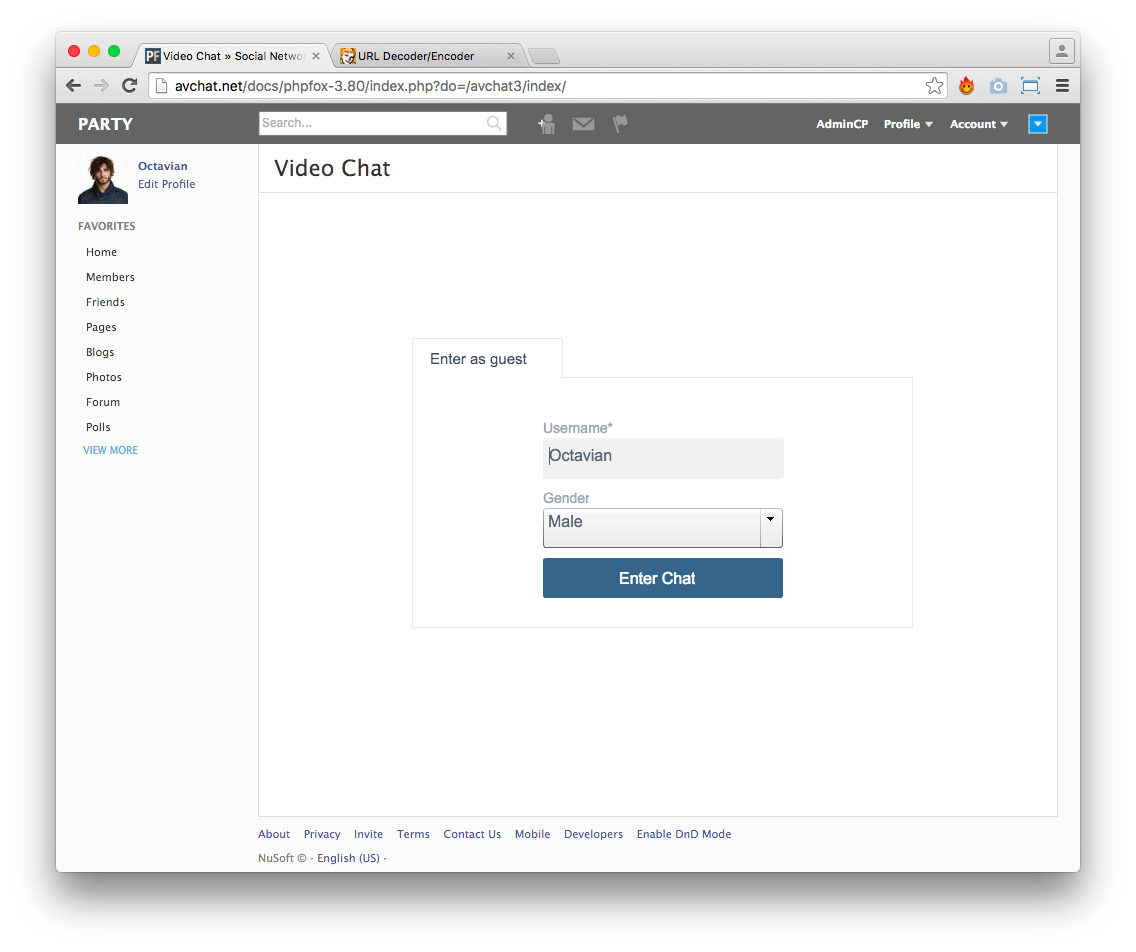 PF Video Chat » Social Netwo
URL Decoder/Encoder
avchat.net/docs/phpfox-3.80/index.php?do=/avchat3/index/
PARTY
Search...
AdminCP
Profile
Account
Octavian
Edit Profile
FAVORITES
Home
Members
Friends
Pages
Blogs
Photos
Forum
Polls
VIEW MORE
Video Chat
Enter as guest
Username*
Octavian
Gender
Male
Enter Chat
About Privacy Invite Terms Contact Us Mobile Developers Enable DnD Mode
NuSoft © · English (US) ·